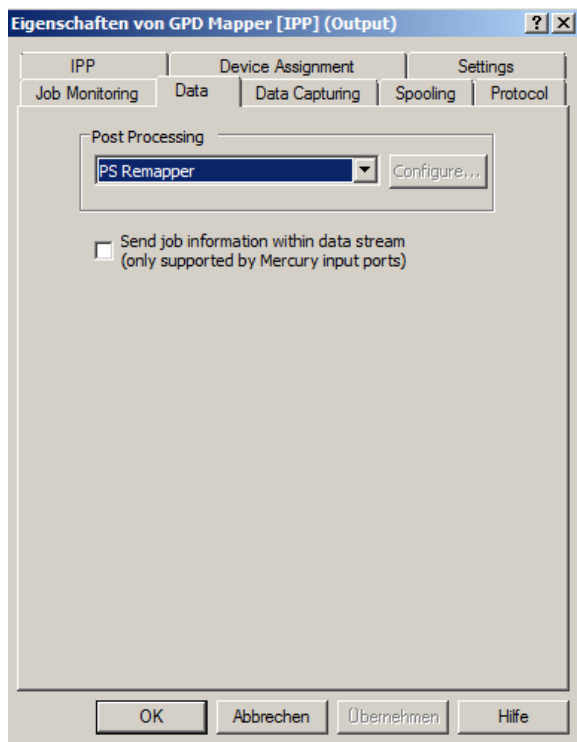 Eigenschaften von GPD Mapper [IPP] (Output)
IPP Device Assignment Settings
Job Monitoring Data Data Capturing Spooling Protocol
Post Processing
PS Remapper Configure...
Send job information within data stream
(only supported by Mercury input ports)
OK Abbrechen Übernehmen Hilfe